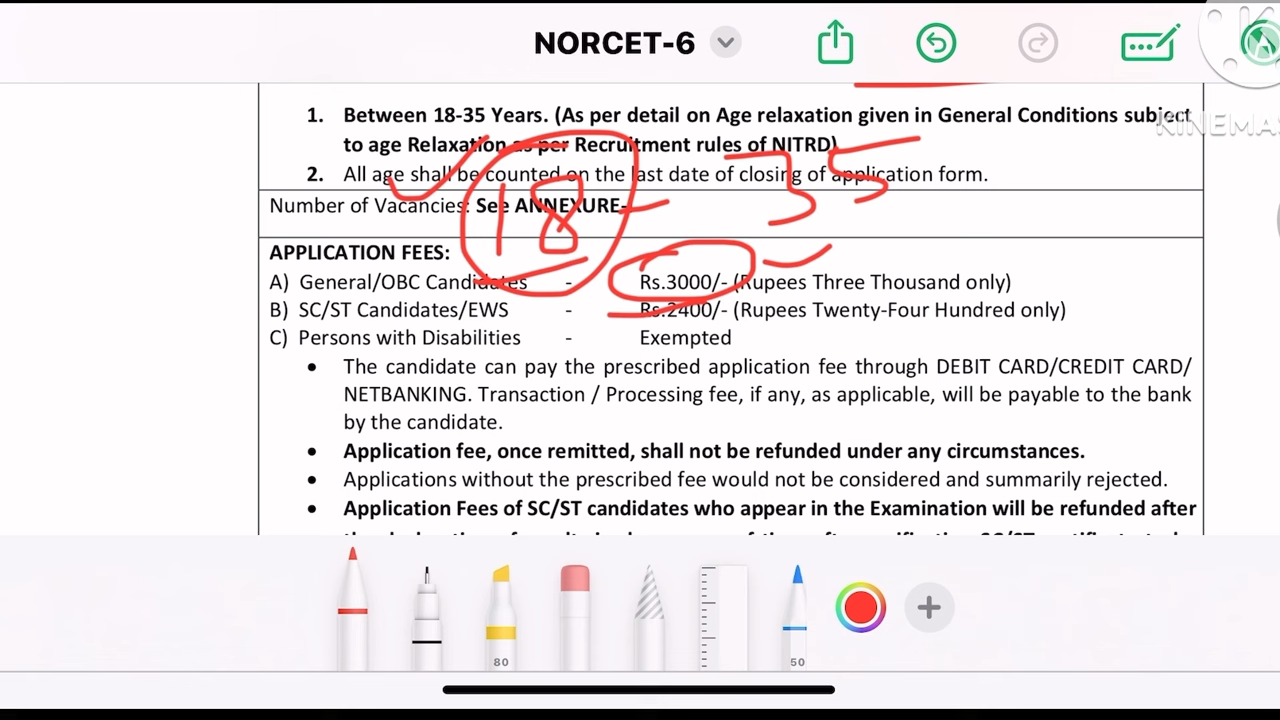 NORCET-6
1. Between 18-35 Years. (As per detail on Age relaxation given in General Conditions subject
KINEMA
to age Relaxation as per Recruitment rules of NITRD)
2. All age shall be counted on the last date of closing of application form.
18 - 35
Number of Vacancies: See ANNEXURE-
APPLICATION FEES:
A) General/OBC Candidates - Rs.3000/- (Rupees Three Thousand only)
B) SC/ST Candidates/EWS - Rs.2400/- (Rupees Twenty-Four Hundred only)
C) Persons with Disabilities - Exempted
• The candidate can pay the prescribed application fee through DEBIT CARD/CREDIT CARD/
NETBANKING. Transaction / Processing fee, if any, as applicable, will be payable to the bank
by the candidate.
• Application fee, once remitted, shall not be refunded under any circumstances.
• Applications without the prescribed fee would not be considered and summarily rejected.
• Application Fees of SC/ST candidates who appear in the Examination will be refunded after
80 50